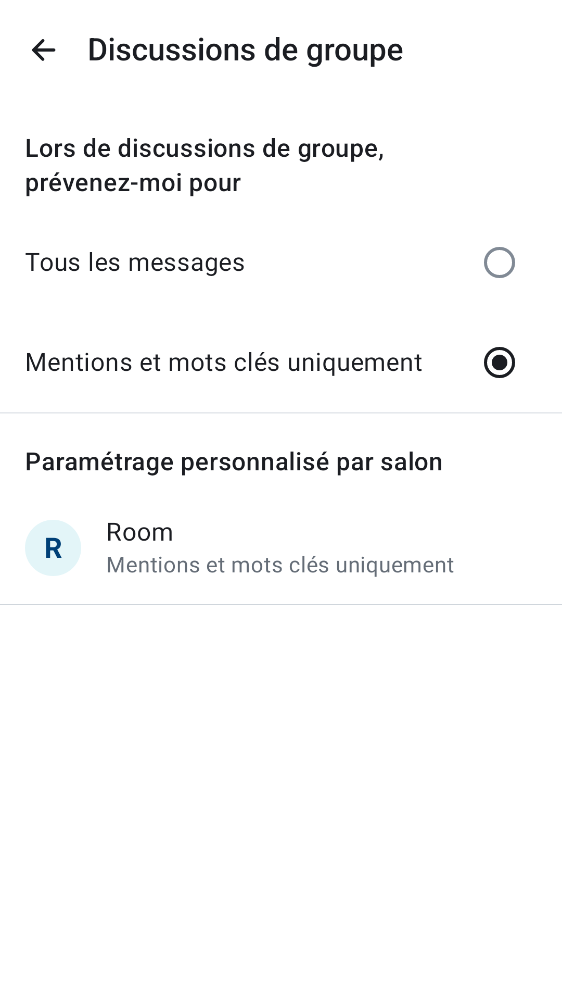 Discussions de groupe
Lors de discussions de groupe,
prévenez-moi pour
Tous les messages
Mentions et mots clés uniquement
Paramétrage personnalisé par salon
R
Room
Mentions et mots clés uniquement